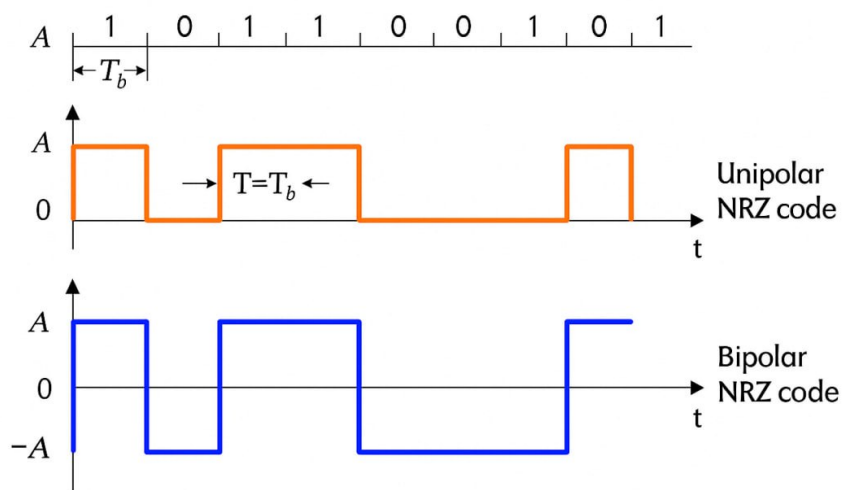 A 1 0 1 1 0 0 1 0 1
T_b
A
0
T=T_b
Unipolar
NRZ code
t
A
0
−A
Bipolar
NRZ code
t